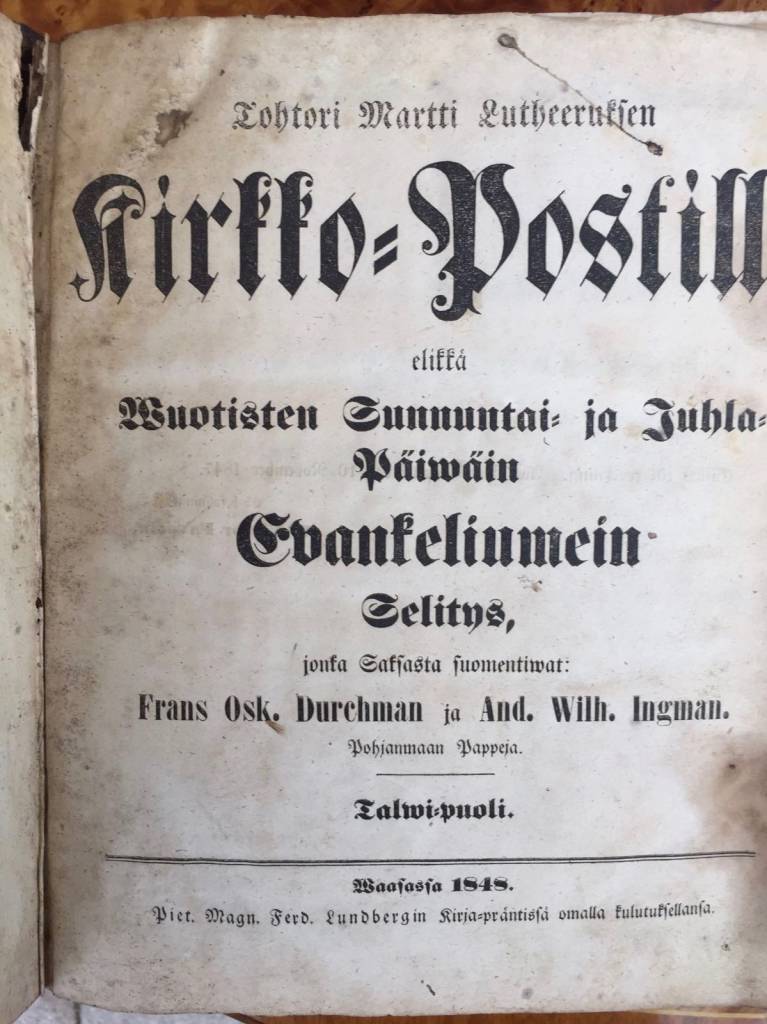 Tohtori Martti Lutheeruksen
Kirkko-Postill
elikkä
Wuotisten Sunnuntai- ja Juhla-
Päiwäin
Evankeliumein
Selitys,
jonka Saksasta suomentiwat:
Frans Osk. Durchman ja And. Wilh. Ingman.
Pohjanmaan Pappeja.
Talwi-puoli.
Waasassa 1848.
Piet. Magn. Ferd. Lundbergin Kirja-präntissä omalla kulutuksellansa.